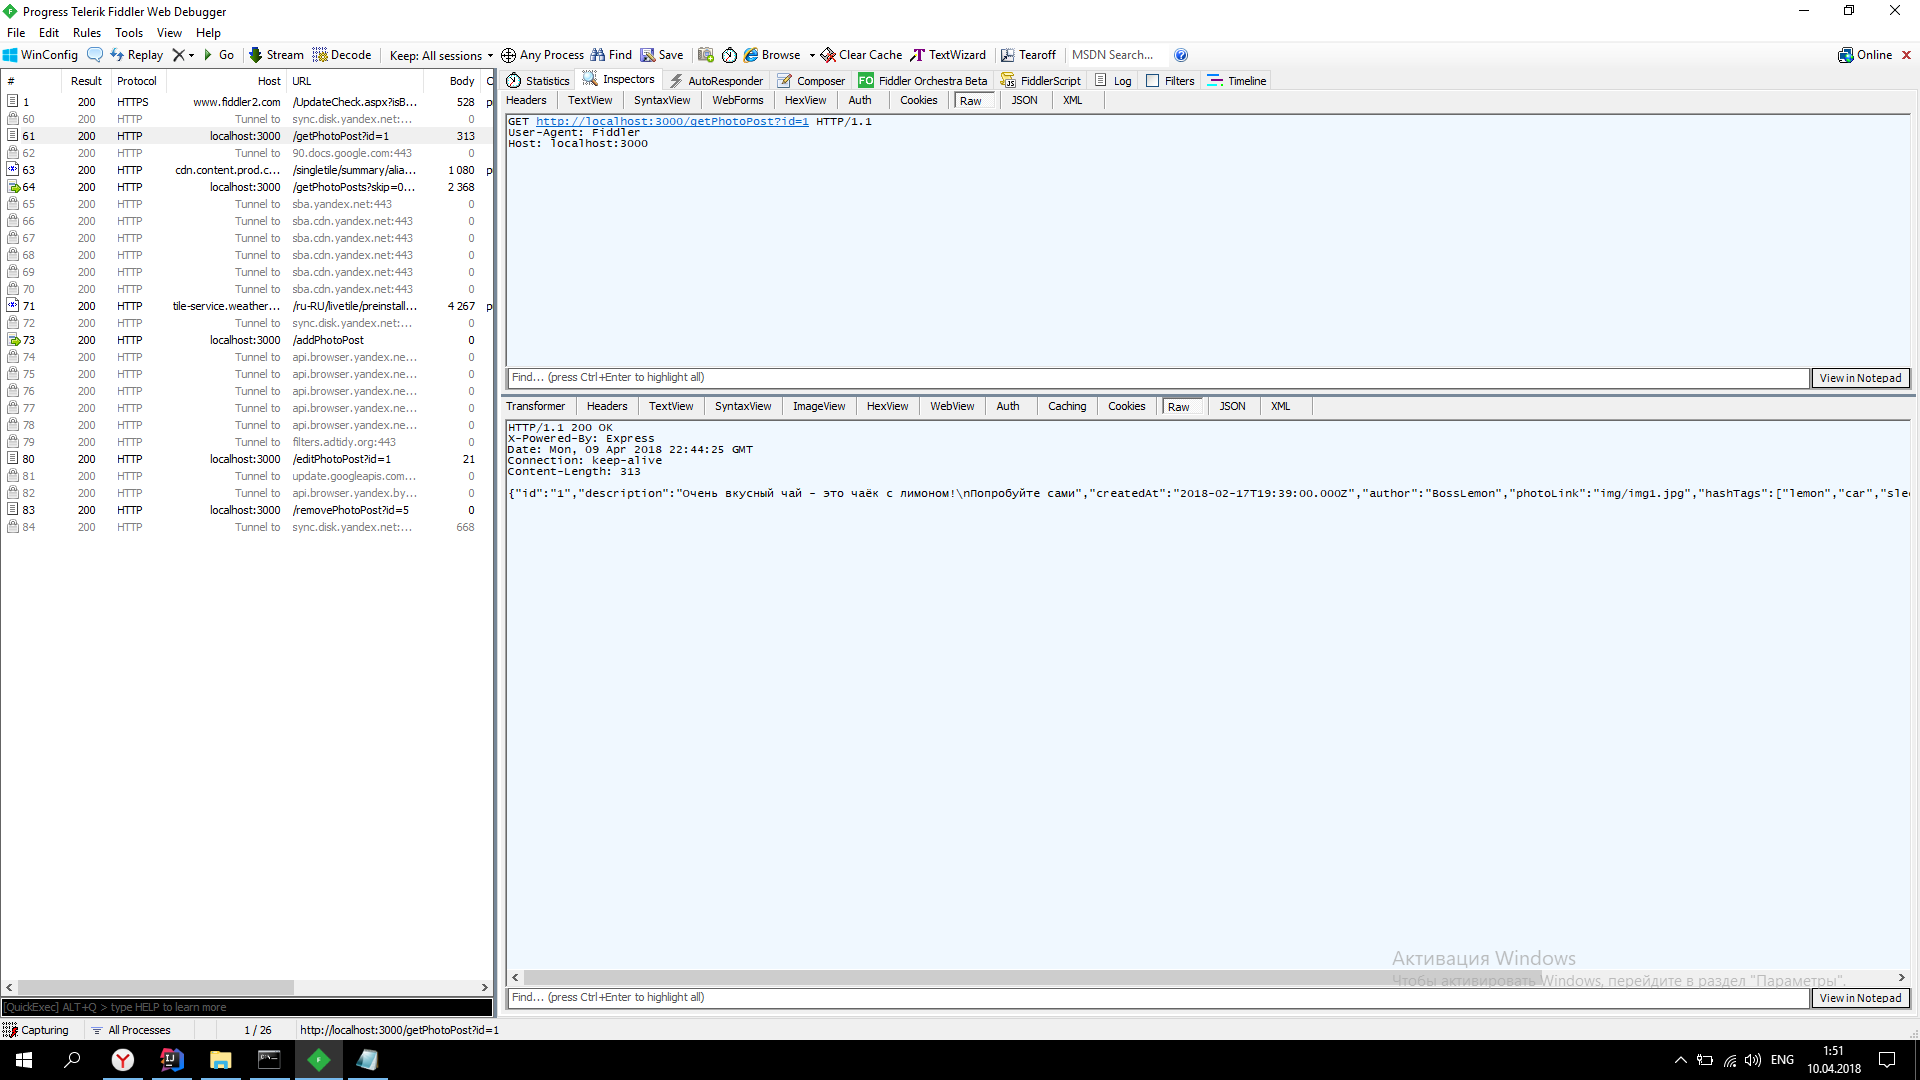 Progress Telerik Fiddler Web Debugger
File Edit Rules Tools View Help
WinConfig Replay Go Stream Decode Keep: All sessions Any Process Find Save Browse Clear Cache TextWizard Tearoff MSDN Search... Online
# Result Protocol Host URL Body C
1 200 HTTPS www.fiddler2.com /UpdateCheck.aspx?isB... 528 p
60 200 HTTP Tunnel to sync.disk.yandex.net:... 0
61 200 HTTP localhost:3000 /getPhotoPost?id=1 313
62 200 HTTP Tunnel to 90.docs.google.com:443 0
63 200 HTTP cdn.content.prod.c... /singletile/summary/alia... 1 080 p
64 200 HTTP localhost:3000 /getPhotoPosts?skip=0... 2 368
65 200 HTTP Tunnel to sba.yandex.net:443 0
66 200 HTTP Tunnel to sba.cdn.yandex.net:443 0
67 200 HTTP Tunnel to sba.cdn.yandex.net:443 0
68 200 HTTP Tunnel to sba.cdn.yandex.net:443 0
69 200 HTTP Tunnel to sba.cdn.yandex.net:443 0
70 200 HTTP Tunnel to sba.cdn.yandex.net:443 0
71 200 HTTP tile-service.weather... /ru-RU/livetile/preinstall... 4 267 p
72 200 HTTP Tunnel to sync.disk.yandex.net:... 0
73 200 HTTP localhost:3000 /addPhotoPost 0
74 200 HTTP Tunnel to api.browser.yandex.ne... 0
75 200 HTTP Tunnel to api.browser.yandex.ne... 0
76 200 HTTP Tunnel to api.browser.yandex.ne... 0
77 200 HTTP Tunnel to api.browser.yandex.ne... 0
78 200 HTTP Tunnel to api.browser.yandex.ne... 0
79 200 HTTP Tunnel to filters.adtidy.org:443 0
80 200 HTTP localhost:3000 /editPhotoPost?id=1 21
81 200 HTTP Tunnel to update.googleapis.com... 0
82 200 HTTP Tunnel to api.browser.yandex.by... 0
83 200 HTTP localhost:3000 /removePhotoPost?id=5 0
84 200 HTTP Tunnel to sync.disk.yandex.net:... 668
[QuickExec] ALT+Q > type HELP to learn more
Statistics Inspectors AutoResponder Composer FO Fiddler Orchestra Beta FiddlerScript Log Filters Timeline
Headers TextView SyntaxView WebForms HexView Auth Cookies Raw JSON XML
GET http://localhost:3000/getPhotoPost?id=1 HTTP/1.1
User-Agent: Fiddler
Host: localhost:3000
Find... (press Ctrl+Enter to highlight all) View in Notepad
Transformer Headers TextView SyntaxView ImageView HexView WebView Auth Caching Cookies Raw JSON XML
HTTP/1.1 200 OK
X-Powered-By: Express
Date: Mon, 09 Apr 2018 22:44:25 GMT
Connection: keep-alive
Content-Length: 313
{"id":"1","description":"Очень вкусный чай - это чаёк с лимоном!\nПопробуйте сами","createdAt":"2018-02-17T19:39:00.000Z","author":"BossLemon","photoLink":"img/img1.jpg","hashTags":["lemon","car","slee
Активация Windows
Чтобы активировать Windows, перейдите в раздел "Параметры".
Find... (press Ctrl+Enter to highlight all) View in Notepad
Capturing All Processes 1 / 26 http://localhost:3000/getPhotoPost?id=1
ENG 1:51
10.04.2018